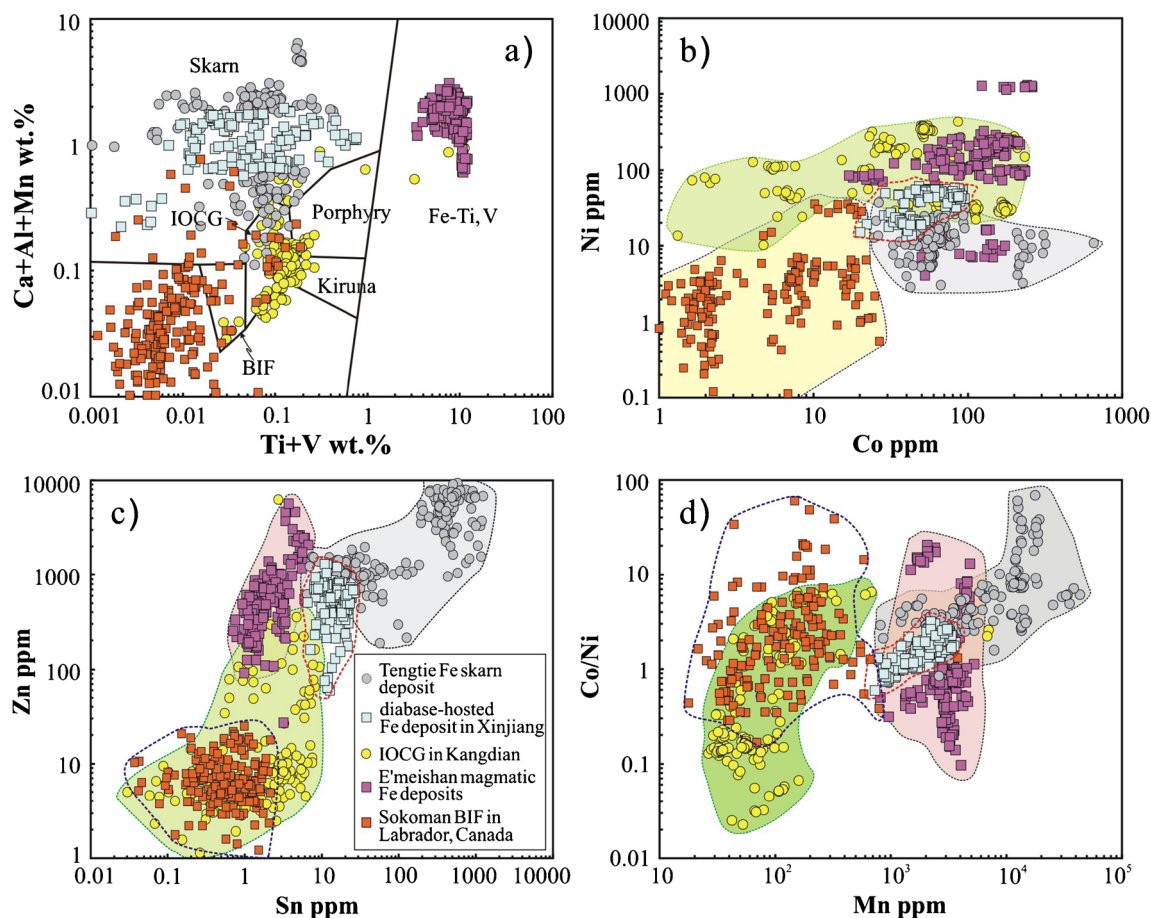 a)
Ca+Al+Mn wt.%
10
1
0.1
0.01
Skarn
IOCG
Porphyry
Fe-Ti, V
Kiruna
BIF
0.001
0.01
0.1
1
10
100
Ti+V wt.%
b)
Ni ppm
10000
1000
100
10
1
0.1
1
10
100
1000
Co ppm
c)
Zn ppm
10000
1000
100
10
1
Tengtie Fe skarn
deposit
diabase-hosted
Fe deposit in Xinjiang
IOCG in Kangdian
E'meishan magmatic
Fe deposits
Sokoman BIF in
Labrador, Canada
0.01
0.1
1
10
100
1000
10000
Sn ppm
d)
Co/Ni
100
10
1
0.1
0.01
10
10²
10³
10⁴
10⁵
Mn ppm